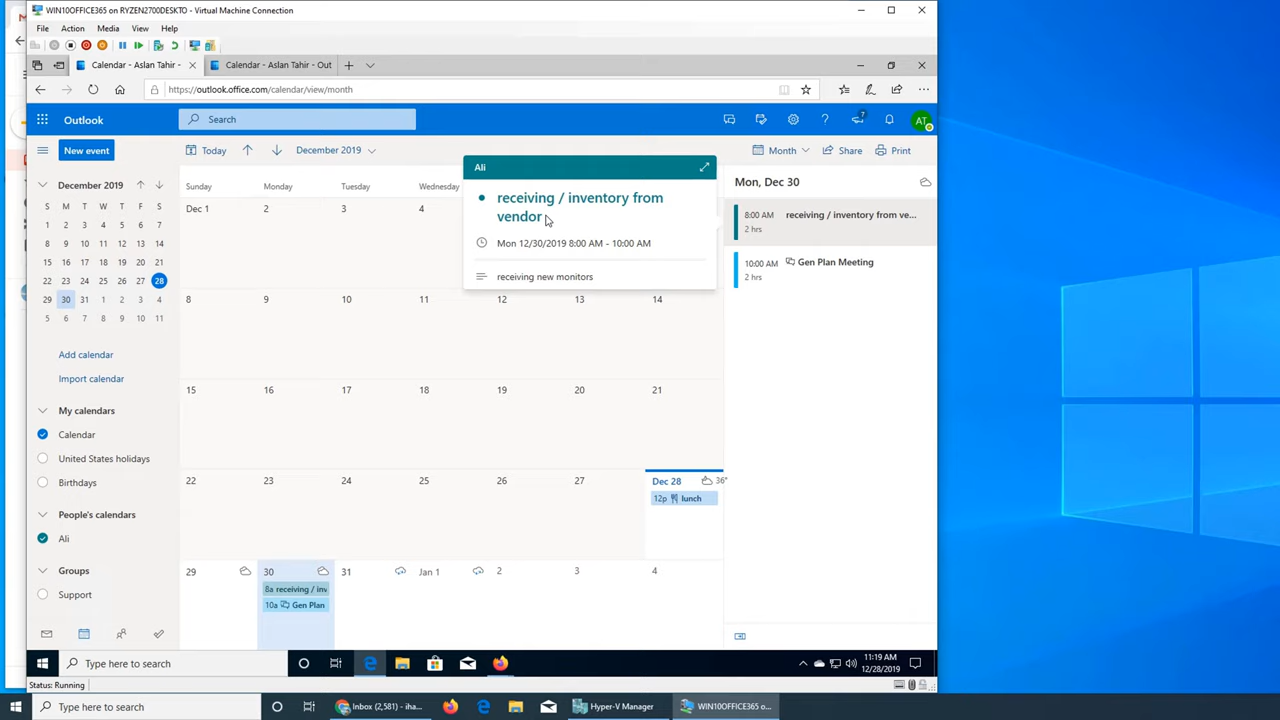 WIN10OFFICE365 on RYZEN2700DESKTO - Virtual Machine Connection
File Action Media View Help
Calendar - Aslan Tahir -
Calendar - Aslan Tahir - Out
https://outlook.office.com/calendar/view/month
Outlook
Search
7
AT
New event
Today
December 2019
Month
Share
Print
December 2019
S M T W T F S
1 2 3 4 5 6 7
8 9 10 11 12 13 14
15 16 17 18 19 20 21
22 23 24 25 26 27 28
29 30 31 1 2 3 4
5 6 7 8 9 10 11
Add calendar
Import calendar
My calendars
Calendar
United States holidays
Birthdays
People's calendars
Ali
Groups
Support
Sunday Monday Tuesday Wednesday
Dec 1 2 3 4
8 9 10 11 12 13 14
15 16 17 18 19 20 21
22 23 24 25 26 27 Dec 28 36°
12p lunch
29 30 31 Jan 1 2 3 4
8a receiving / inv
10a Gen Plan
Ali
receiving / inventory from
vendor
Mon 12/30/2019 8:00 AM - 10:00 AM
receiving new monitors
Mon, Dec 30
8:00 AM receiving / inventory from ve...
2 hrs
10:00 AM Gen Plan Meeting
2 hrs
Type here to search
11:19 AM
12/28/2019
Status: Running
Type here to search
Inbox (2,581) - iha...
Hyper-V Manager
WIN10OFFICE365 o...